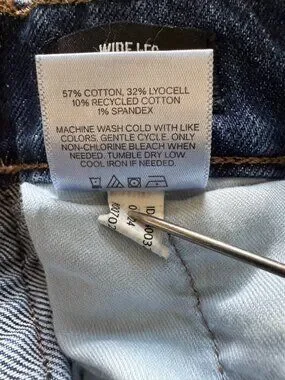 WIDE LEG
57% COTTON, 32% LYOCELL
10% RECYCLED COTTON
1% SPANDEX
MACHINE WASH COLD WITH LIKE
COLORS. GENTLE CYCLE. ONLY
NON-CHLORINE BLEACH WHEN
NEEDED. TUMBLE DRY LOW.
COOL IRON IF NEEDED.